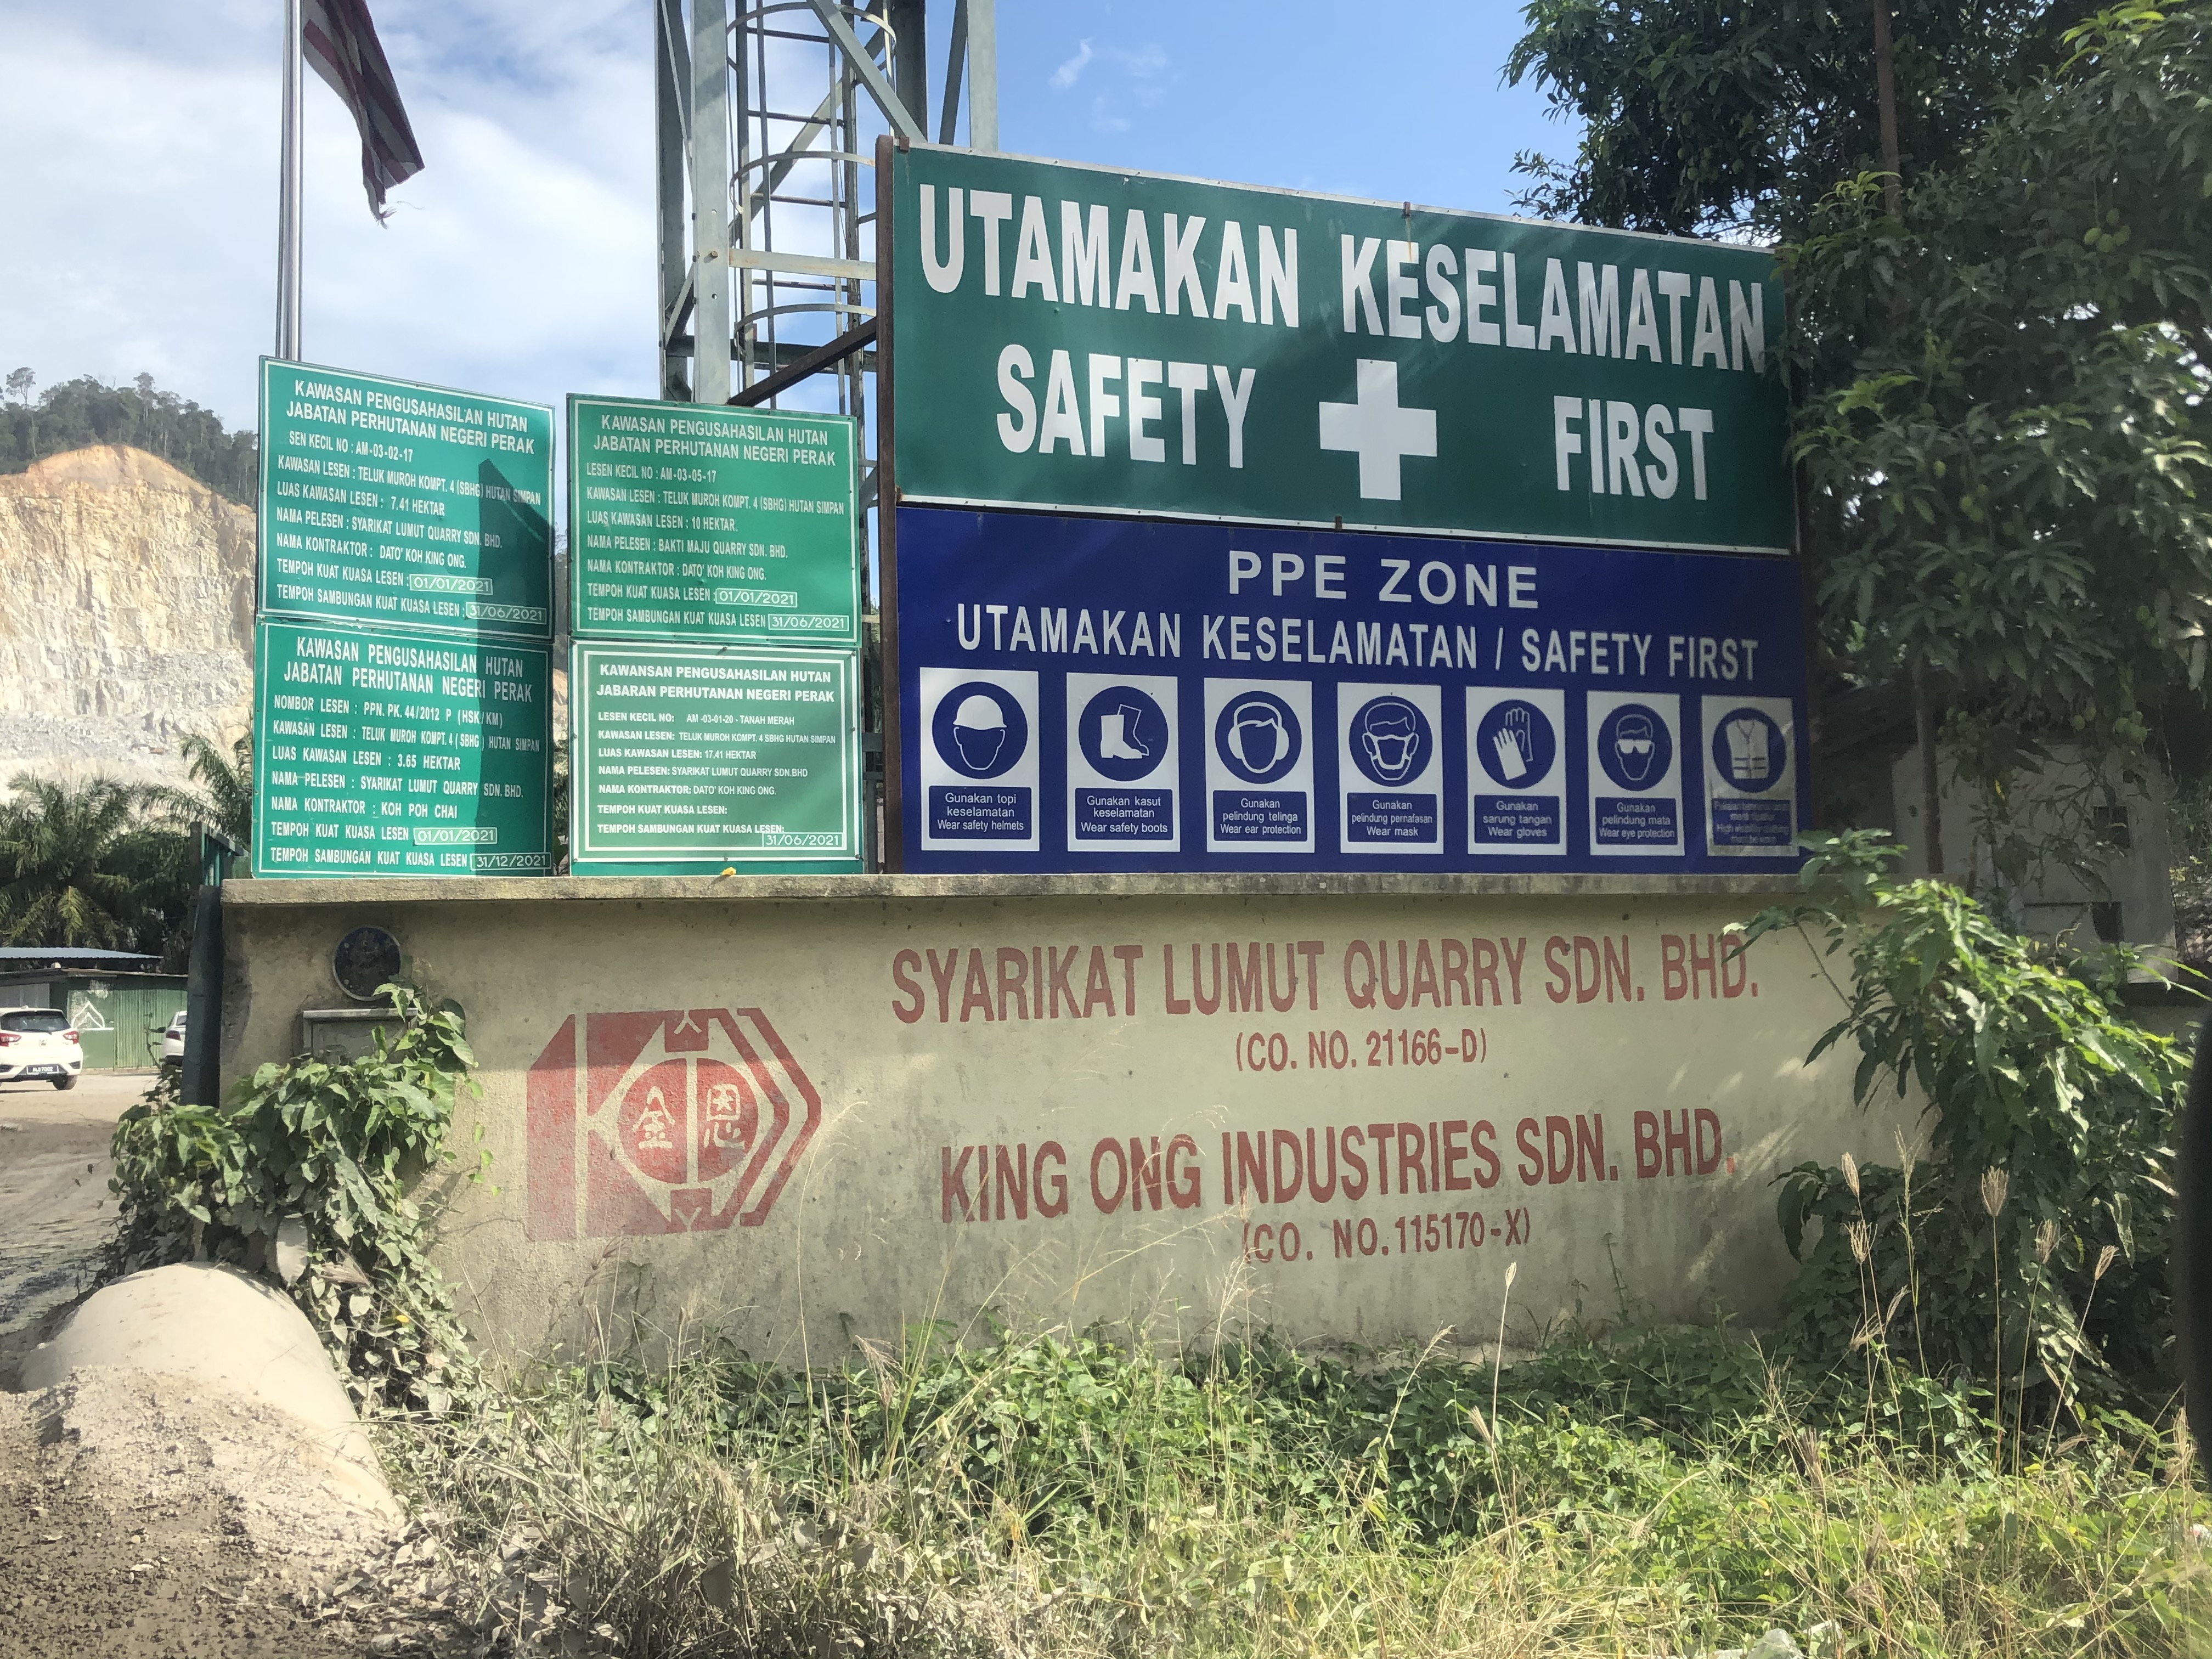 UTAMAKAN KESELAMATAN
SAFETY FIRST
PPE ZONE
UTAMAKAN KESELAMATAN / SAFETY FIRST
Gunakan topi
keselamatan
Wear safety helmets
Gunakan kasut
keselamatan
Wear safety boots
Gunakan
pelindung telinga
Wear ear protection
Gunakan
pelindung pernafasan
Wear mask
Gunakan
sarung tangan
Wear gloves
Gunakan
pelindung mata
Wear eye protection
High visibility clothing
must be worn
KAWASAN PENGUSAHASILAN HUTAN
JABATAN PERHUTANAN NEGERI PERAK
SEN KECIL NO : AM-03-02-17
KAWASAN LESEN : TELUK MUROH KOMPT. 4 (SBHG) HUTAN SIMPAN
LUAS KAWASAN LESEN : 7.41 HEKTAR
NAMA PELESEN : SYARIKAT LUMUT QUARRY SDN. BHD.
NAMA KONTRAKTOR : DATO' KOH KING ONG.
TEMPOH KUAT KUASA LESEN : 01/01/2021
TEMPOH SAMBUNGAN KUAT KUASA LESEN : 31/06/2021
KAWASAN PENGUSAHASILAN HUTAN
JABATAN PERHUTANAN NEGERI PERAK
LESEN KECIL NO : AM-03-05-17
KAWASAN LESEN : TELUK MUROH KOMPT. 4 (SBHG) HUTAN SIMPAN
LUAS KAWASAN LESEN : 10 HEKTAR.
NAMA PELESEN : BAKTI MAJU QUARRY SDN. BHD.
NAMA KONTRAKTOR : DATO' KOH KING ONG.
TEMPOH KUAT KUASA LESEN : 01/01/2021
TEMPOH SAMBUNGAN KUAT KUASA LESEN 31/06/2021
KAWASAN PENGUSAHASILAN HUTAN
JABATAN PERHUTANAN NEGERI PERAK
NOMBOR LESEN : PPN. PK. 44/2012 P (HSK/KM)
KAWASAN LESEN : TELUK MUROH KOMPT. 4 (SBHG) HUTAN SIMPAN
LUAS KAWASAN LESEN : 3.65 HEKTAR
NAMA PELESEN : SYARIKAT LUMUT QUARRY SDN. BHD.
NAMA KONTRAKTOR : KOH POH CHAI
TEMPOH KUAT KUASA LESEN 01/01/2021
TEMPOH SAMBUNGAN KUAT KUASA LESEN 31/12/2021
KAWANSAN PENGUSAHASILAN HUTAN
JABARAN PERHUTANAN NEGERI PERAK
LESEN KECIL NO: AM -03-01-20 - TANAH MERAH
KAWASAN LESEN: TELUK MUROH KOMPT. 4 SBHG HUTAN SIMPAN
LUAS KAWASAN LESEN: 17.41 HEKTAR
NAMA PELESEN: SYARIKAT LUMUT QUARRY SDN.BHD
NAMA KONTRAKTOR: DATO' KOH KING ONG.
TEMPOH KUAT KUASA LESEN:
TEMPOH SAMBUNGAN KUAT KUASA LESEN:
31/06/2021
SYARIKAT LUMUT QUARRY SDN. BHD.
(CO. NO. 21166-D)
金恩
KING ONG INDUSTRIES SDN. BHD.
(CO. NO. 115170-X)